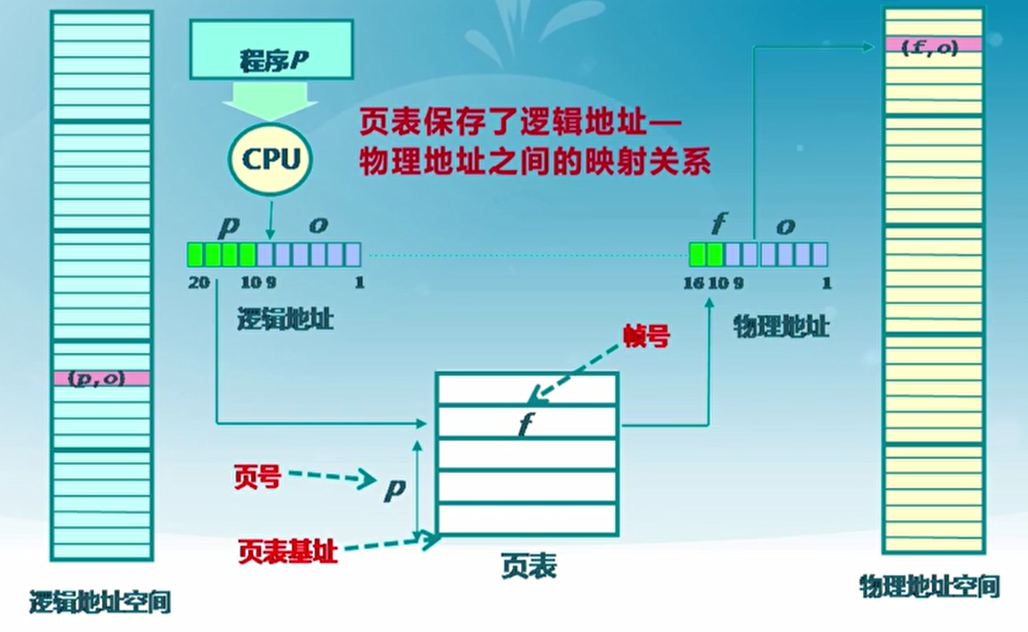 程序P
CPU
页表保存了逻辑地址—
物理地址之间的映射关系
(f,o)
p o
20 10 9 1
逻辑地址
f o
16 10 9 1
物理地址
帧号
(p,o)
f
页号
p
页表基址
页表
逻辑地址空间
物理地址空间